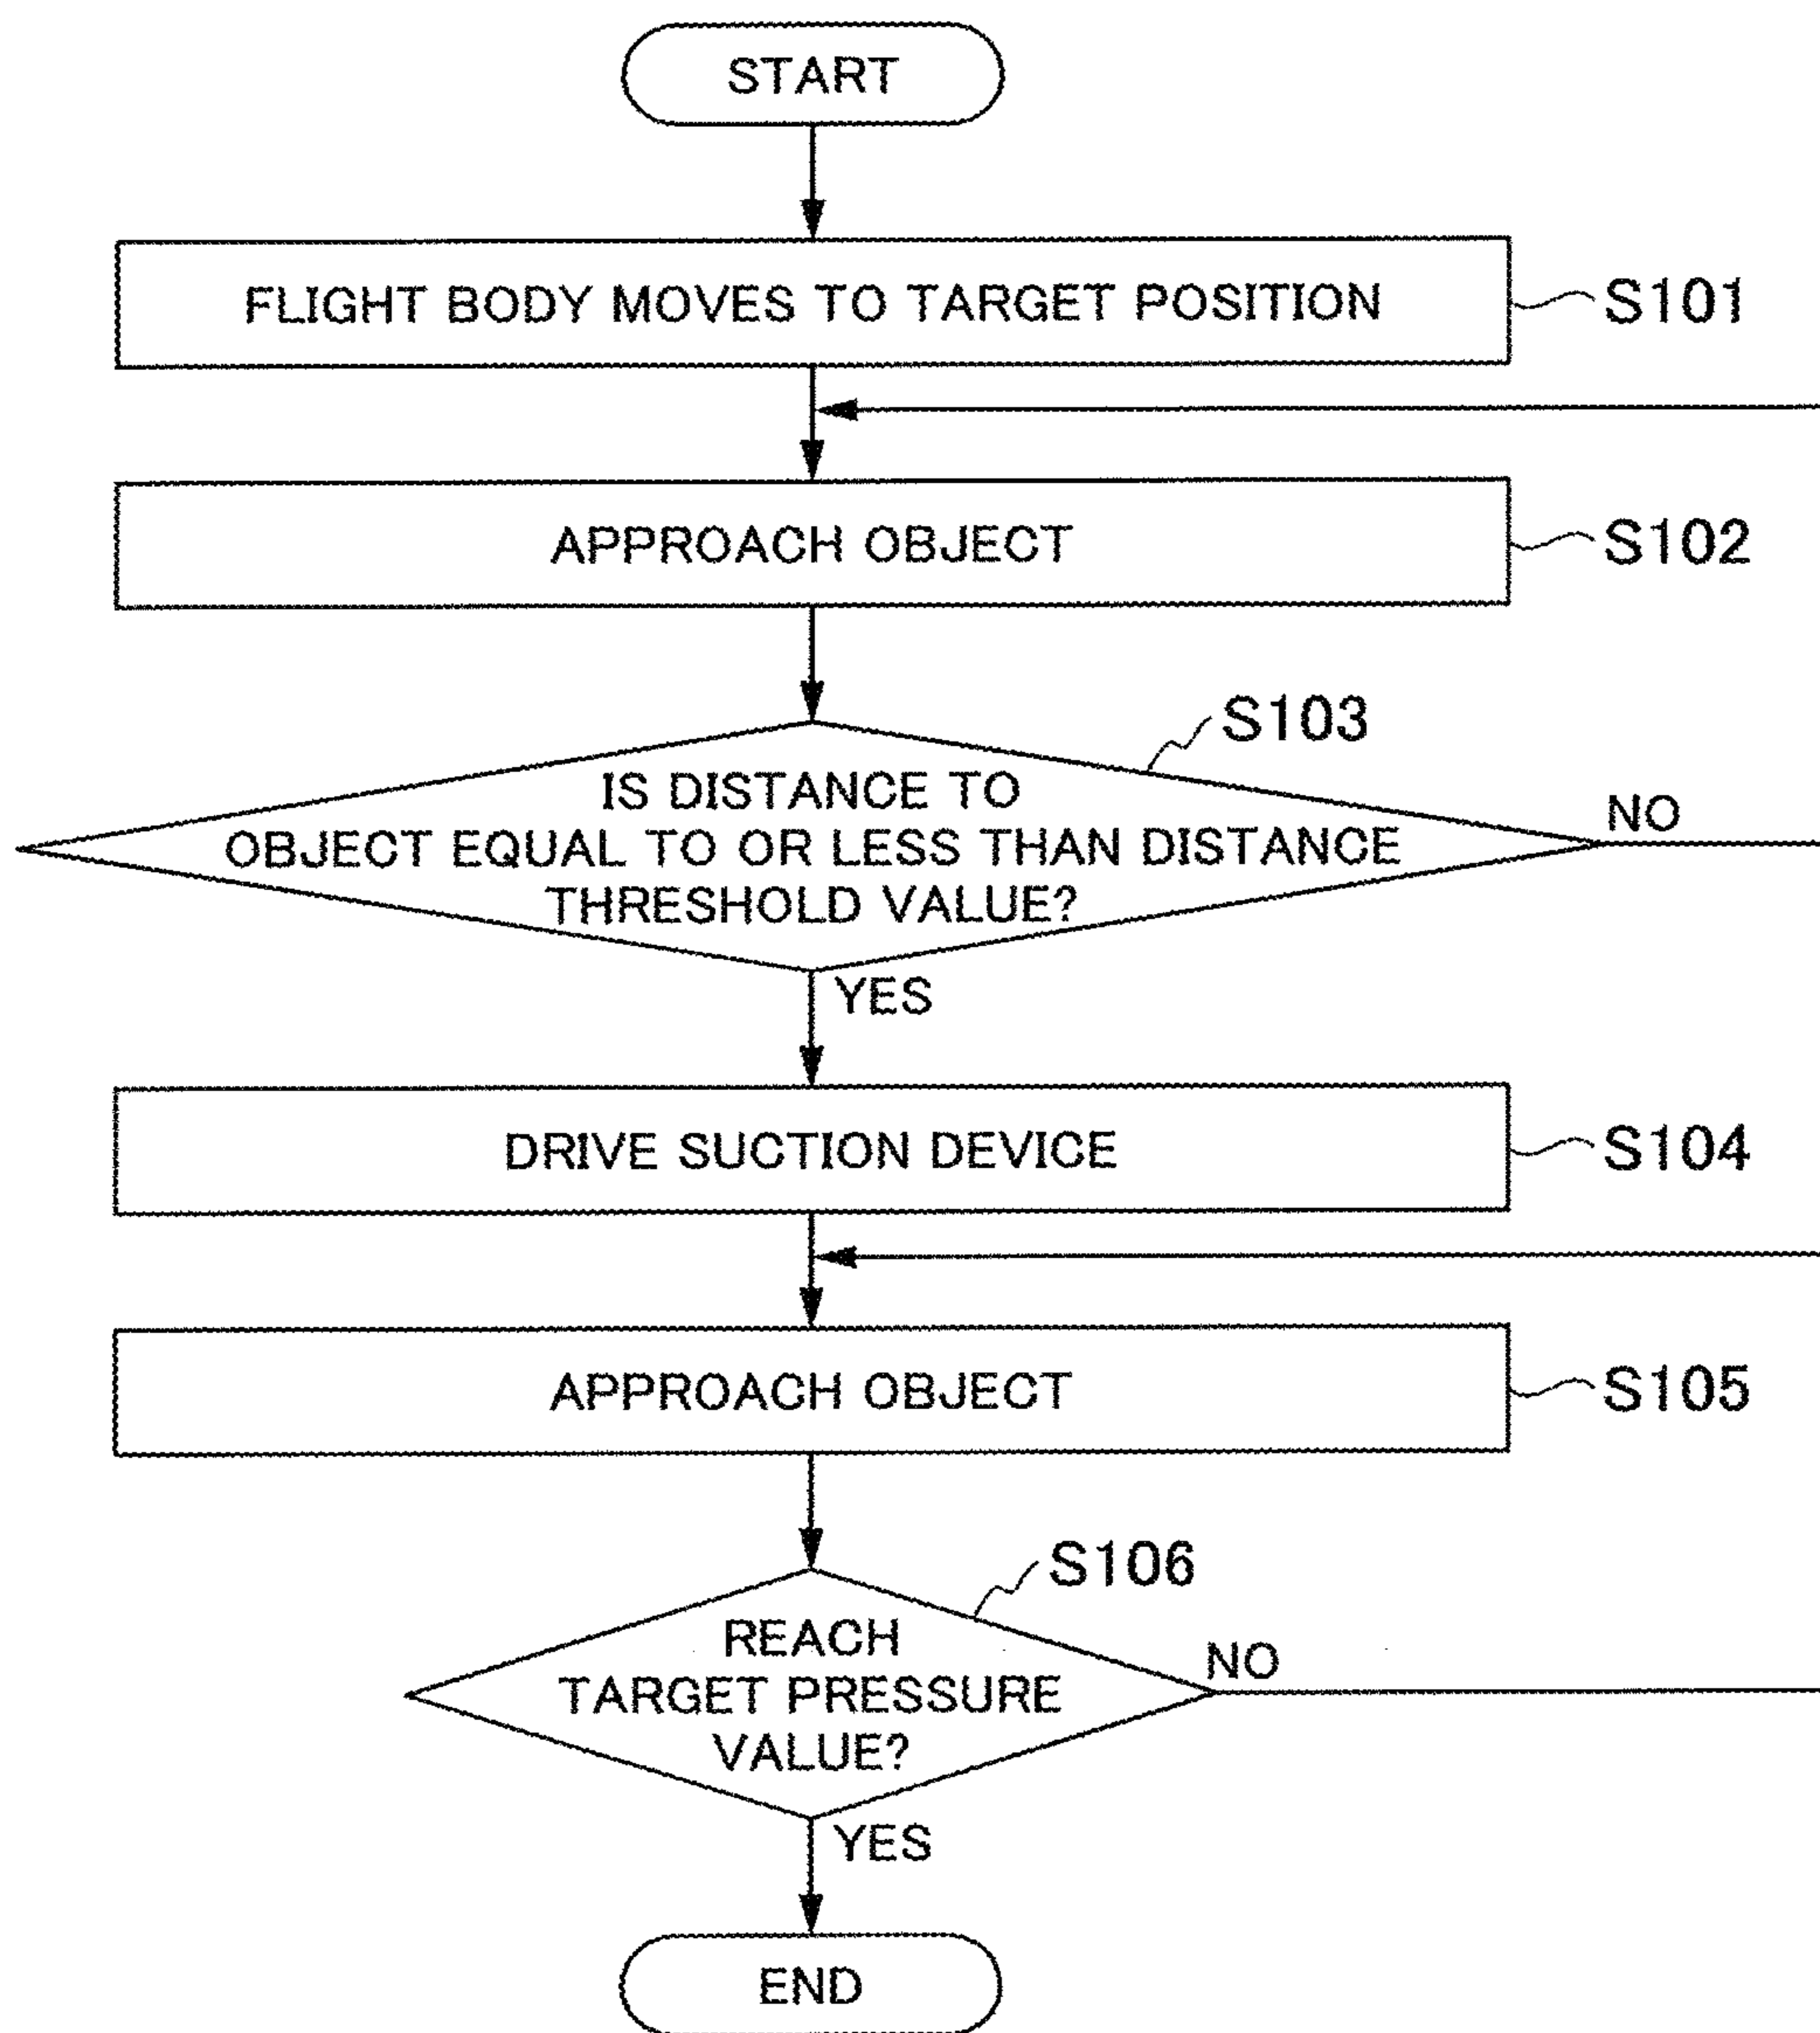 START
FLIGHT BODY MOVES TO TARGET POSITION
S101
APPROACH OBJECT
S102
S103
IS DISTANCE TO
OBJECT EQUAL TO OR LESS THAN DISTANCE
THRESHOLD VALUE?
NO
YES
DRIVE SUCTION DEVICE
S104
APPROACH OBJECT
S105
S106
REACH
TARGET PRESSURE
VALUE?
NO
YES
END